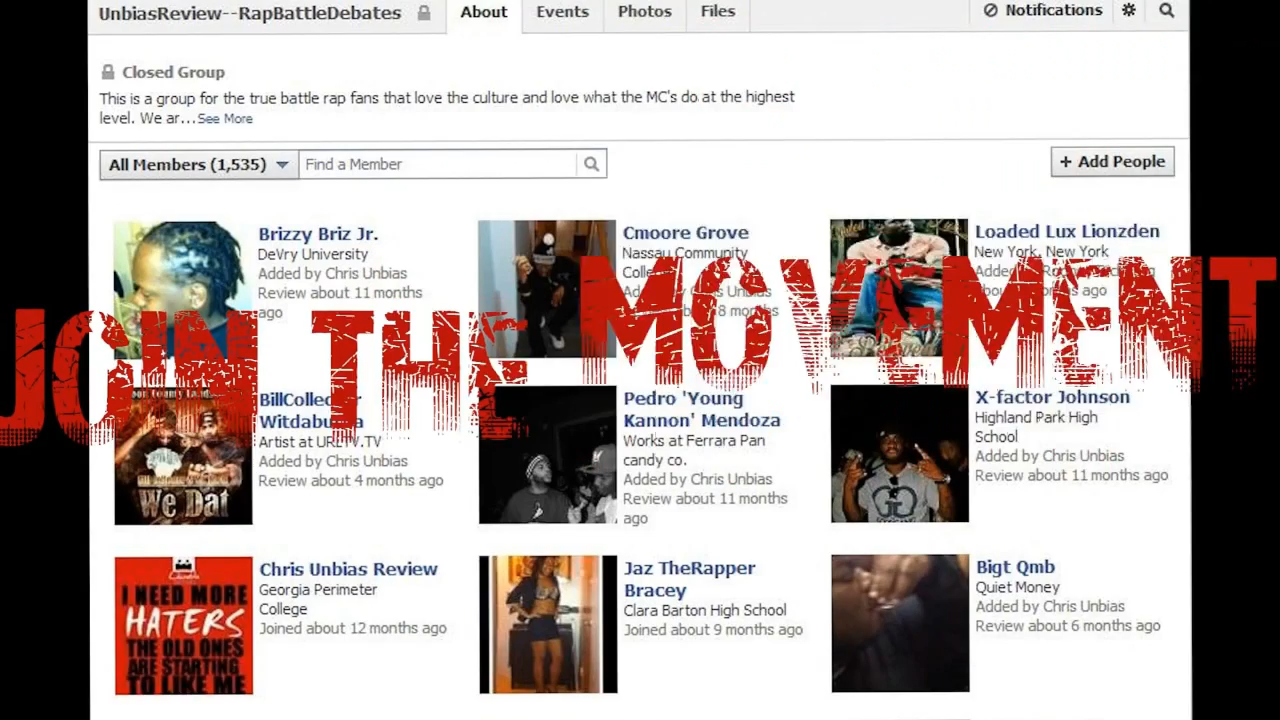 UnbiasReview--RapBattleDebates
About
Events
Photos
Files
Notifications
Closed Group
This is a group for the true battle rap fans that love the culture and love what the MC's do at the highest
level. We ar...See More
All Members (1,535)
Find a Member
+ Add People
Brizzy Briz Jr.
DeVry University
Added by Chris Unbias
Review about 11 months
ago
Cmoore Grove
Nassau Community
Loaded Lux Lionzden
New York, New York
JOIN THE MOVEMENT
Witdabu
Artist at URLTV.TV
Added by Chris Unbias
Review about 4 months ago
We Dat
Pedro 'Young
Kannon' Mendoza
Works at Ferrara Pan
candy co.
Added by Chris Unbias
Review about 11 months
ago
X-factor Johnson
Highland Park High
School
Added by Chris Unbias
Review about 11 months ago
I NEED MORE
HATERS
THE OLD ONES
ARE STARTING
TO LIKE ME
Chris Unbias Review
Georgia Perimeter
College
Joined about 12 months ago
Jaz TheRapper
Bracey
Clara Barton High School
Joined about 9 months ago
Bigt Qmb
Quiet Money
Added by Chris Unbias
Review about 6 months ago